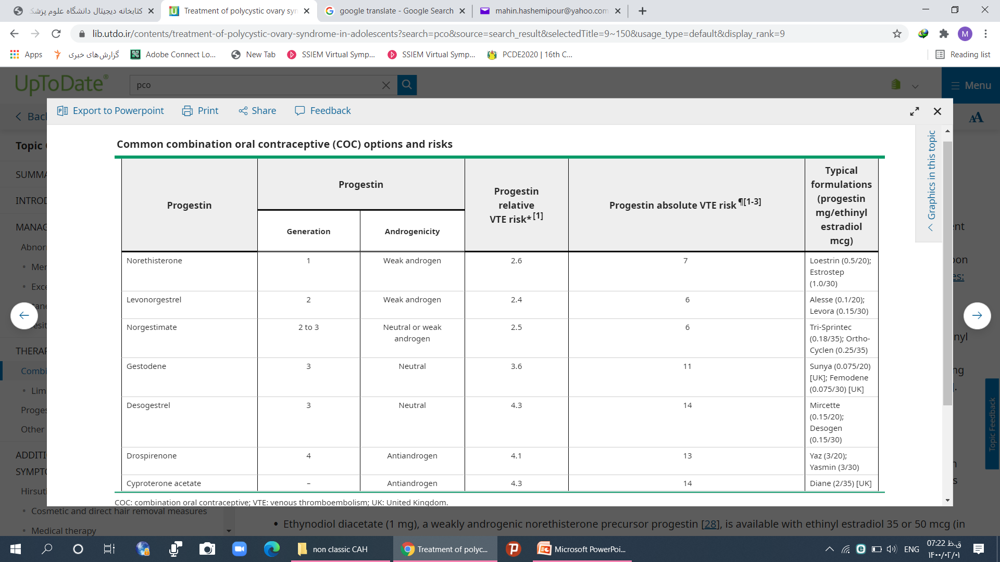 کتابخانه دیجیتال دانشگاه علوم پزشک
Treatment of polycystic ovary syn
google translate - Google Search
mahin.hashemipour@yahoo.com
lib.utdo.ir/contents/treatment-of-polycystic-ovary-syndrome-in-adolescents?search=pco&source=search_result&selectedTitle=9~150&usage_type=default&display_rank=9
M
Apps
گزارش‌های خبری
Adobe Connect Lo...
New Tab
SSIEM Virtual Symp...
SSIEM Virtual Symp...
PCDE2020 | 16th C...
Reading list
UpToDate®
pco
Menu
Back
Export to Powerpoint
Print
Share
Feedback
AA
Topic
SUMMA
INTROD
MANAG
Abnor
• Mer
• Exce
THERAP
Combi
• Lim
Proges
Other
ADDITI
SYMPTO
Hirsut
• Cosmetic and direct hair removal measures
• Medical therapy
Graphics in this topic
Topic Feedback
Common combination oral contraceptive (COC) options and risks
Progestin
Progestin
Generation
Androgenicity
Progestin relative VTE risk*[1]
Progestin absolute VTE risk ¶[1-3]
Typical formulations (progestin mg/ethinyl estradiol mcg)
Norethisterone 1 Weak androgen 2.6 7 Loestrin (0.5/20);
Estrostep
(1.0/30)
Levonorgestrel 2 Weak androgen 2.4 6 Alesse (0.1/20);
Levora (0.15/30)
Norgestimate 2 to 3 Neutral or weak androgen 2.5 6 Tri-Sprintec
(0.18/35); Ortho-
Cyclen (0.25/35)
Gestodene 3 Neutral 3.6 11 Sunya (0.075/20)
[UK]; Femodene
(0.075/30) [UK]
Desogestrel 3 Neutral 4.3 14 Mircette
(0.15/20);
Desogen
(0.15/30)
Drospirenone 4 Antiandrogen 4.1 13 Yaz (3/20);
Yasmin (3/30)
Cyproterone acetate – Antiandrogen 4.3 14 Diane (2/35) [UK]
COC: combination oral contraceptive; VTE: venous thromboembolism; UK: United Kingdom.
• Ethynodiol diacetate (1 mg), a weakly androgenic norethisterone precursor progestin [28], is available with ethinyl estradiol 35 or 50 mcg (in
non classic CAH
Treatment of polyc...
Microsoft PowerPoi...
ENG
07:22 ق.ظ
۱۴۰۰/۰۲/۰۱